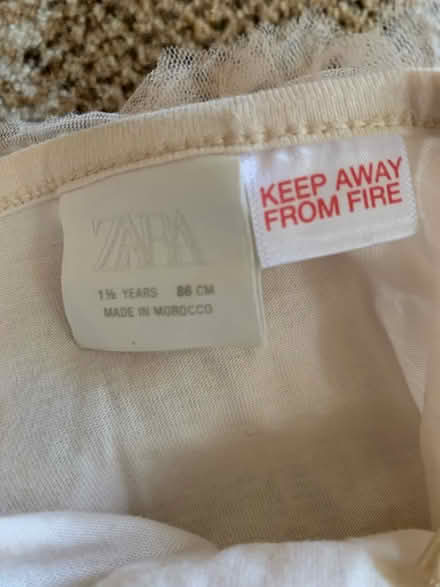 ZARA
1½ YEARS 86 CM
MADE IN MOROCCO
KEEP AWAY
FROM FIRE